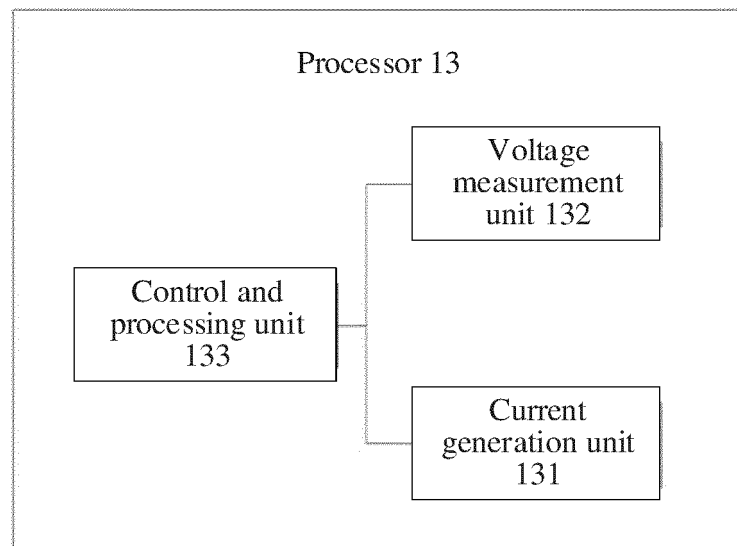 Processor 13
Voltage
measurement
unit 132
Control and
processing unit
133
Current
generation unit
131